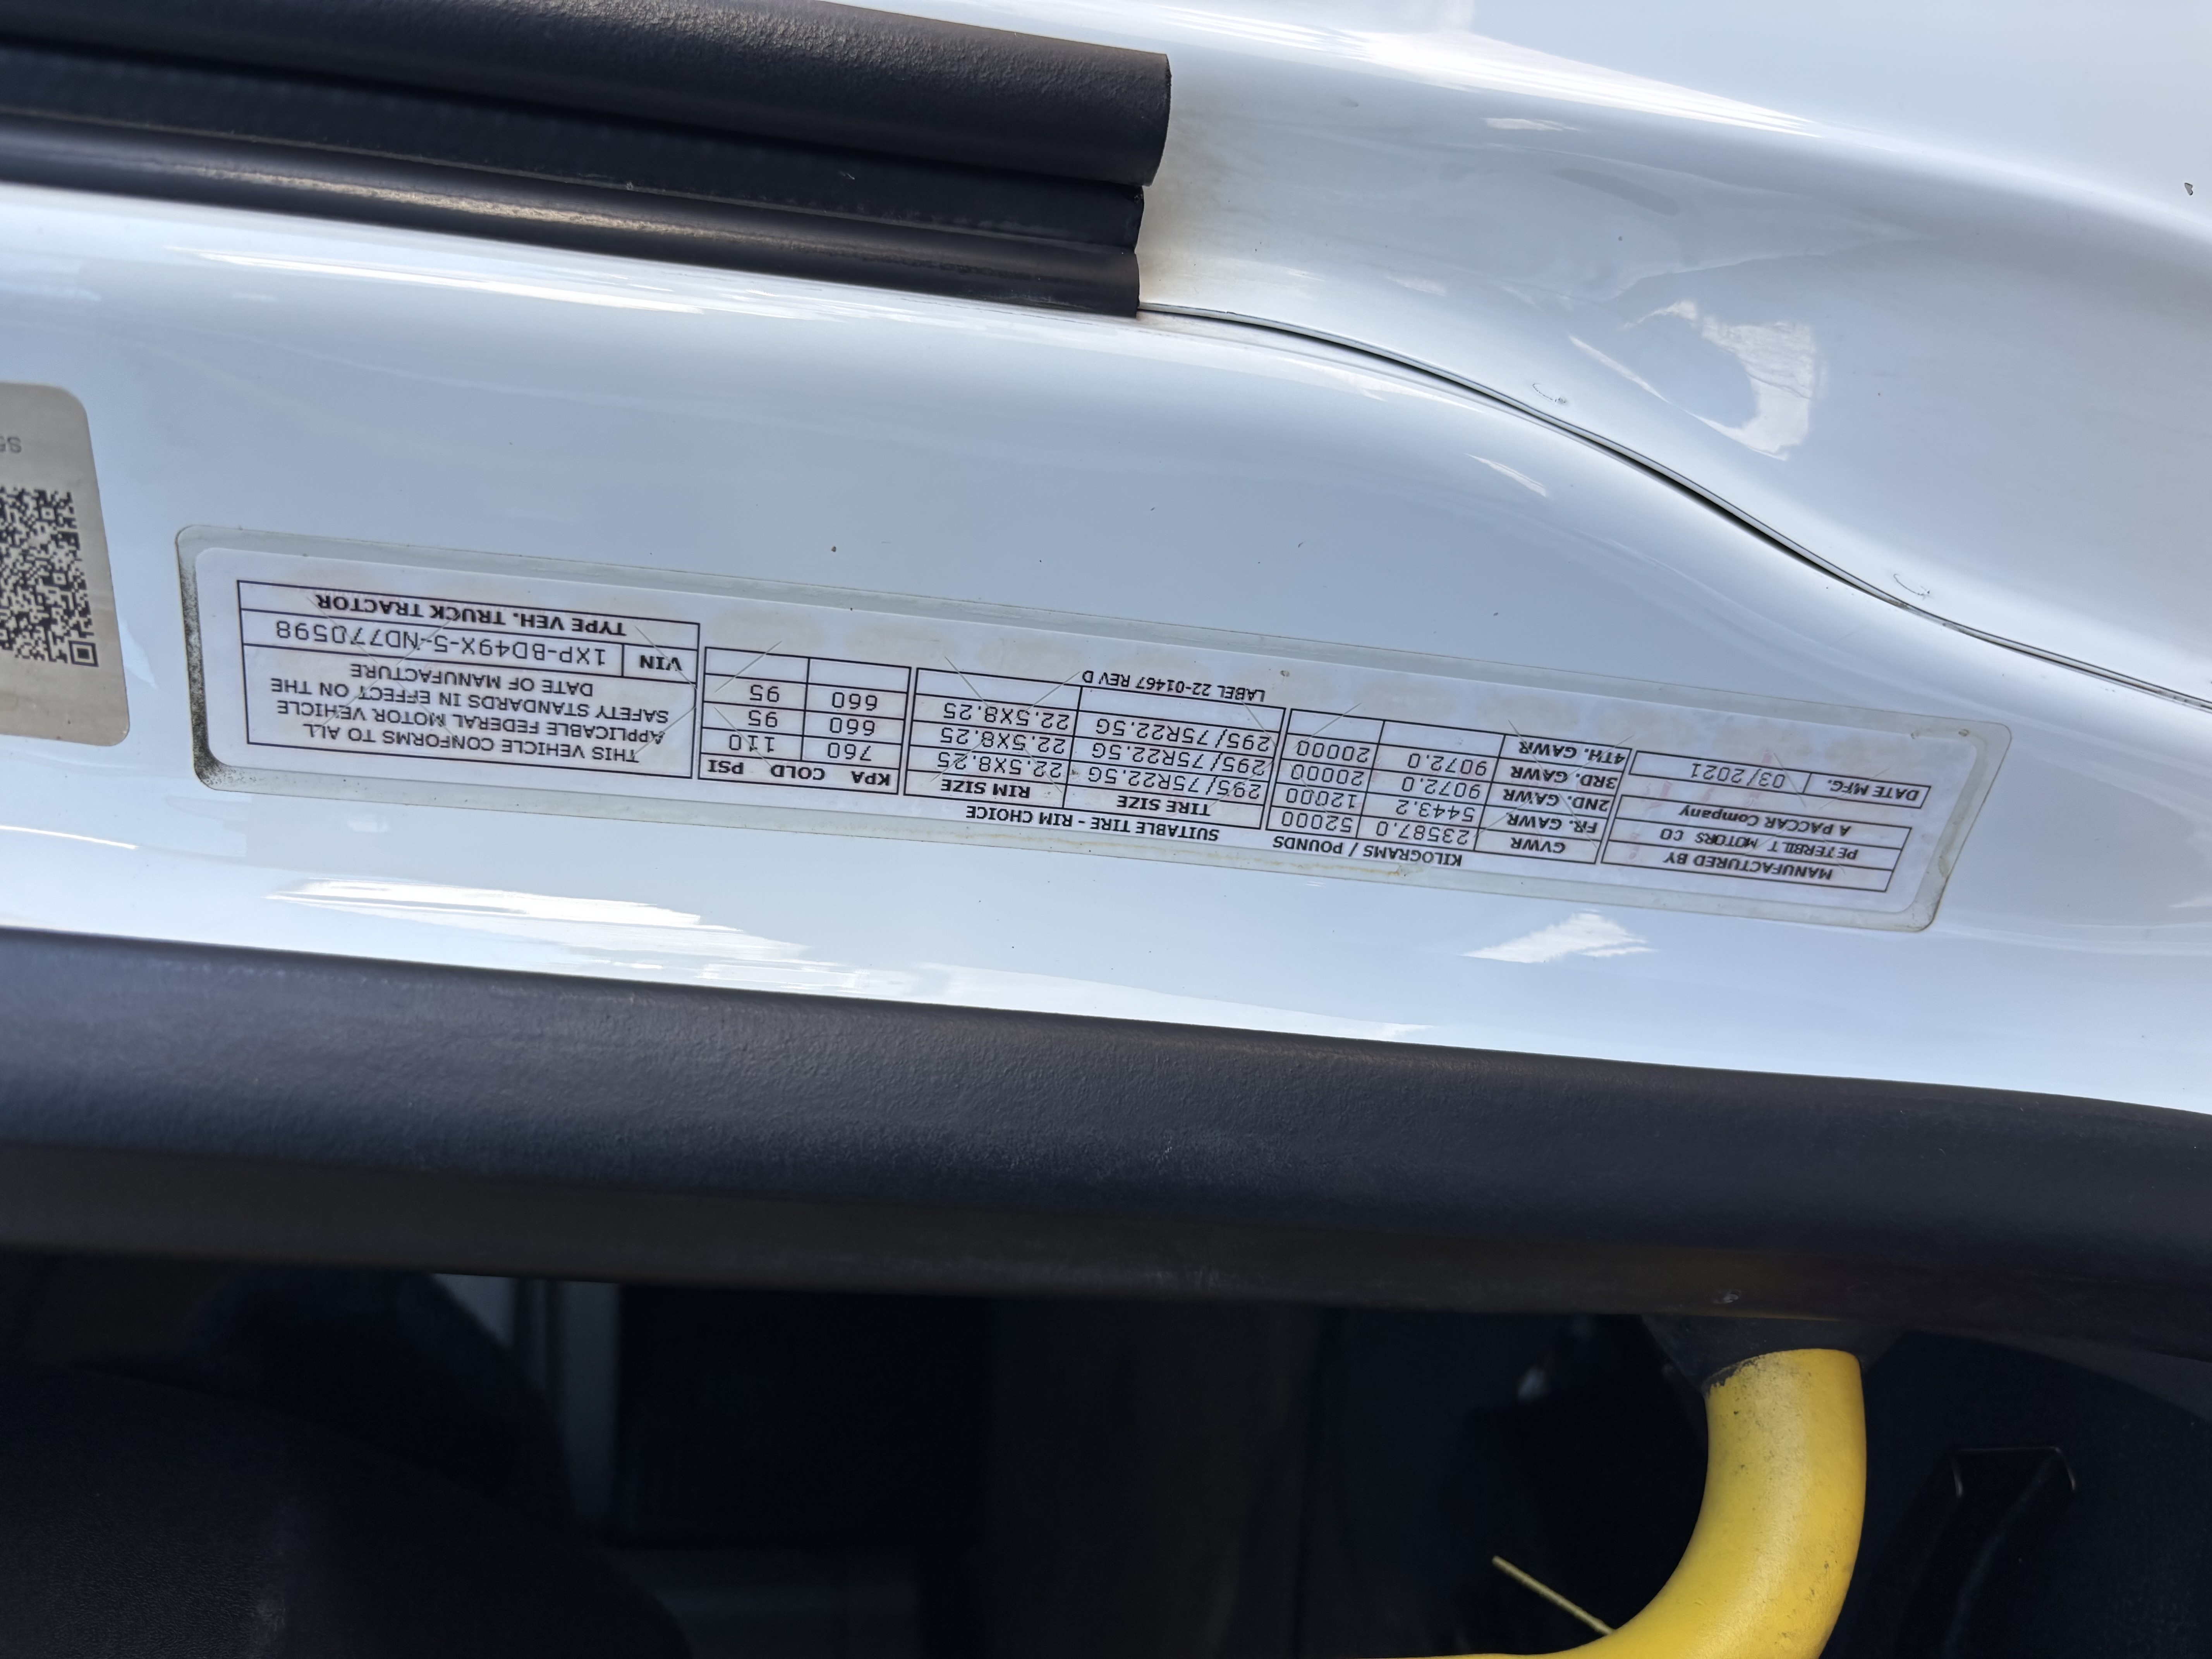 MANUFACTURED BY
PETERBILT MOTORS CO
A PACCAR Company
DATE MFG. 03/2021
KILOGRAMS / POUNDS
GVWR 23587.0 52000
FR. GAWR 5443.2 12000
2ND. GAWR 9072.0 20000
3RD. GAWR 9072.0 20000
4TH. GAWR
SUITABLE TIRE - RIM CHOICE
TIRE SIZE RIM SIZE
295/75R22.5G 22.5X8.25
295/75R22.5G 22.5X8.25
295/75R22.5G 22.5X8.25
LABEL 22-01467 REV D
KPA COLD PSI
760 110
660 95
660 95
THIS VEHICLE CONFORMS TO ALL
APPLICABLE FEDERAL MOTOR VEHICLE
SAFETY STANDARDS IN EFFECT ON THE
DATE OF MANUFACTURE
VIN 1XP-BD49X-5-ND770598
TYPE VEH. TRUCK TRACTOR